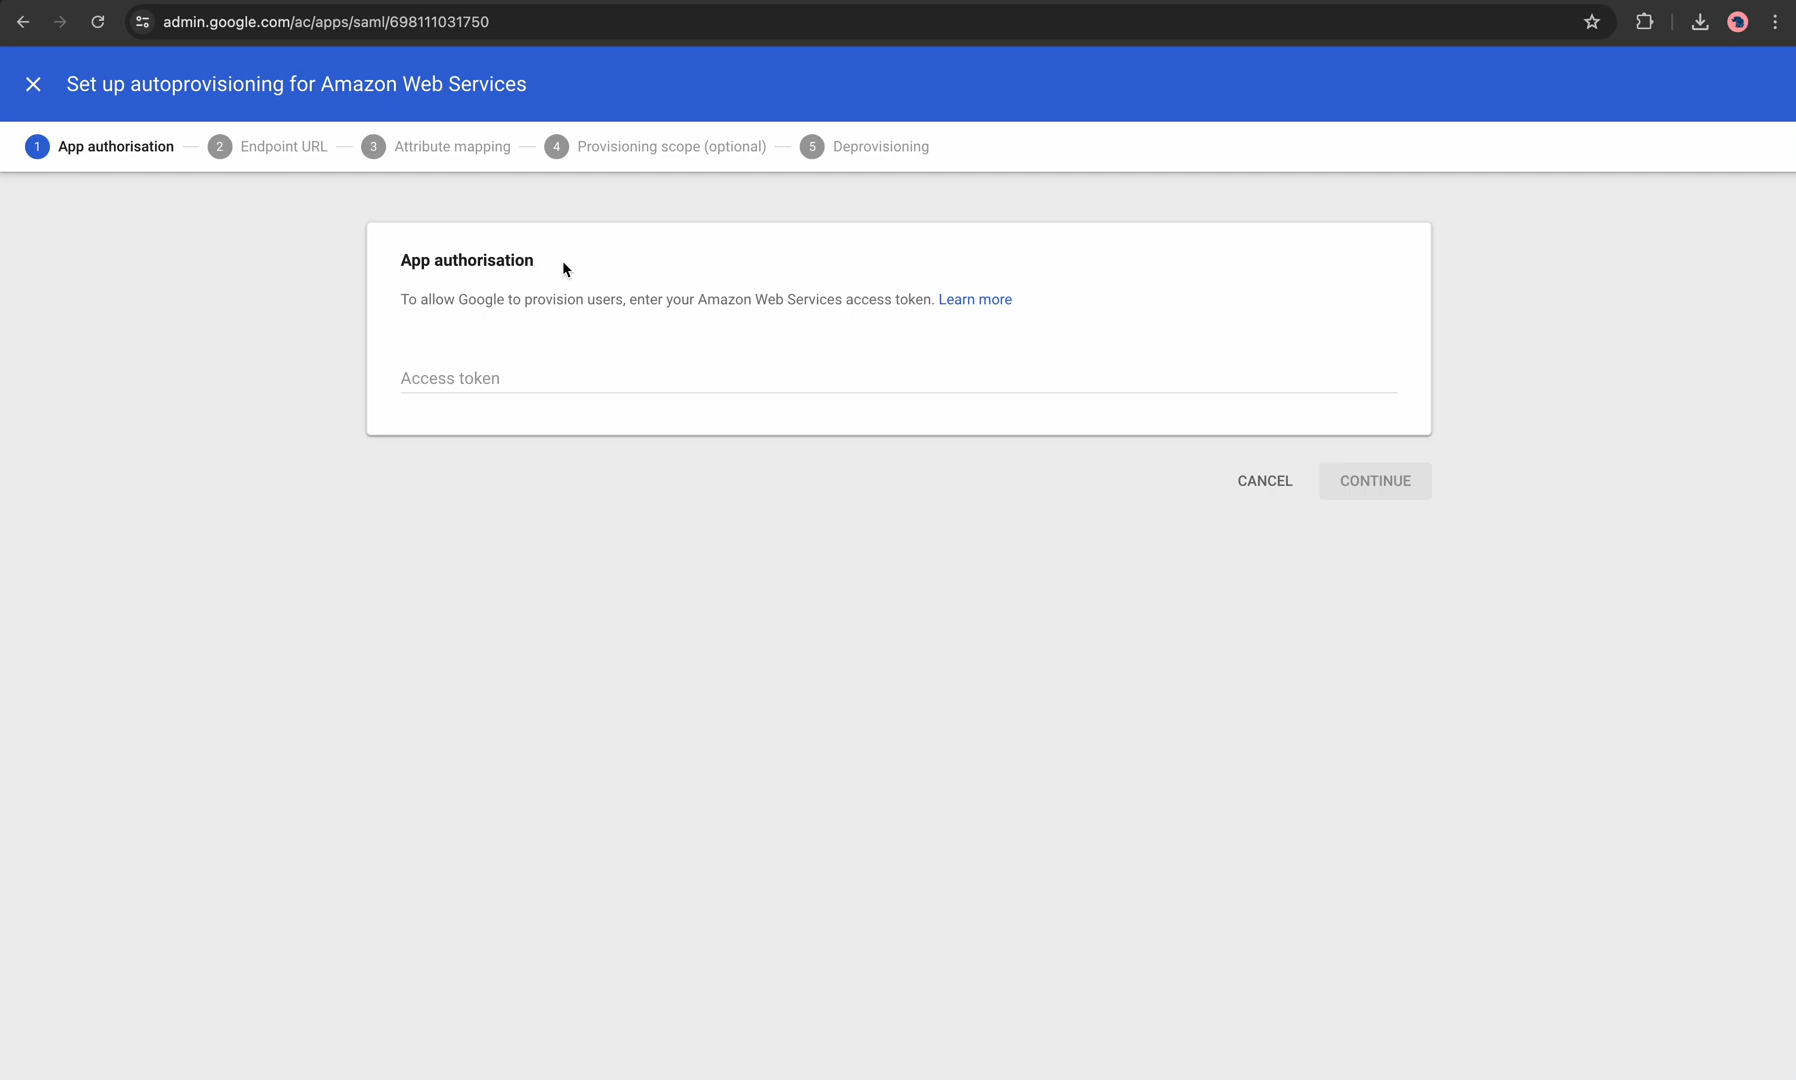 admin.google.com/ac/apps/saml/698111031750
Set up autoprovisioning for Amazon Web Services
1 App authorisation 2 Endpoint URL 3 Attribute mapping 4 Provisioning scope (optional) 5 Deprovisioning
App authorisation
To allow Google to provision users, enter your Amazon Web Services access token. Learn more
Access token
CANCEL CONTINUE